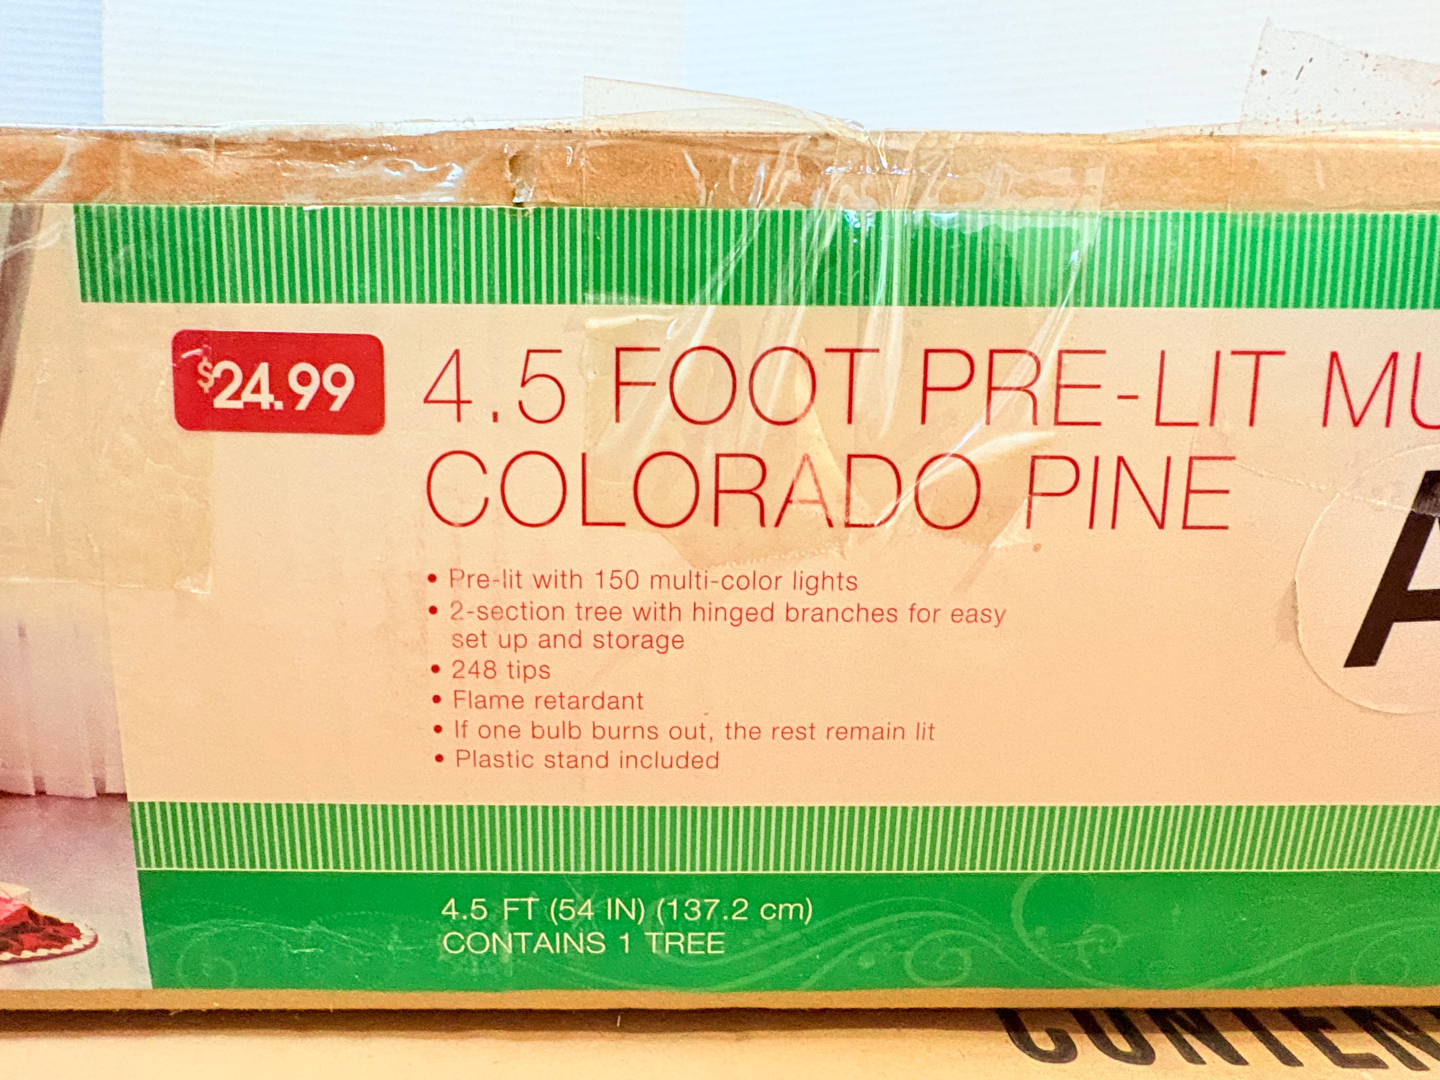 $24.99
4.5 FOOT PRE-LIT MU
COLORADO PINE
• Pre-lit with 150 multi-color lights
• 2-section tree with hinged branches for easy
set up and storage
• 248 tips
• Flame retardant
• If one bulb burns out, the rest remain lit
• Plastic stand included
A
4.5 FT (54 IN) (137.2 cm)
CONTAINS 1 TREE
CONTEN